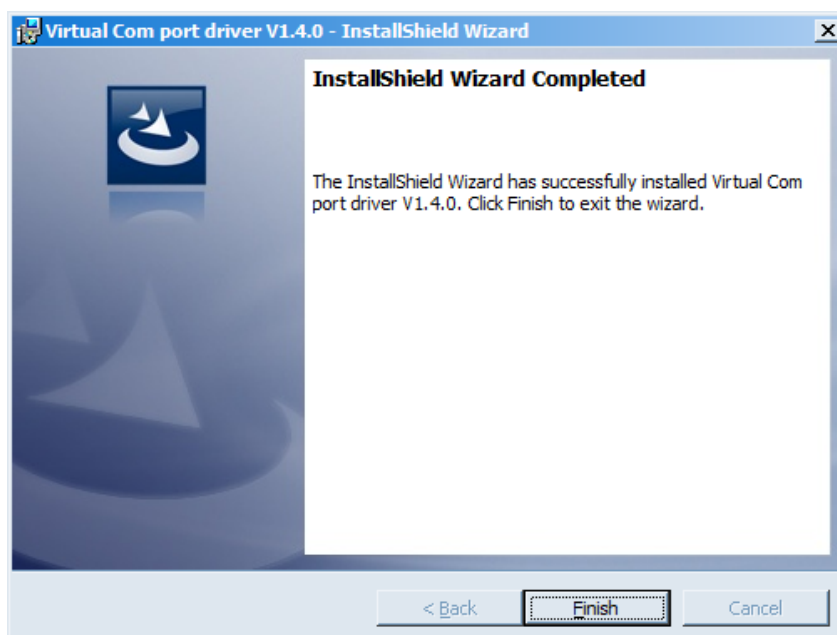 Virtual Com port driver V1.4.0 - InstallShield Wizard
InstallShield Wizard Completed
The InstallShield Wizard has successfully installed Virtual Com
port driver V1.4.0. Click Finish to exit the wizard.
< Back
Finish
Cancel